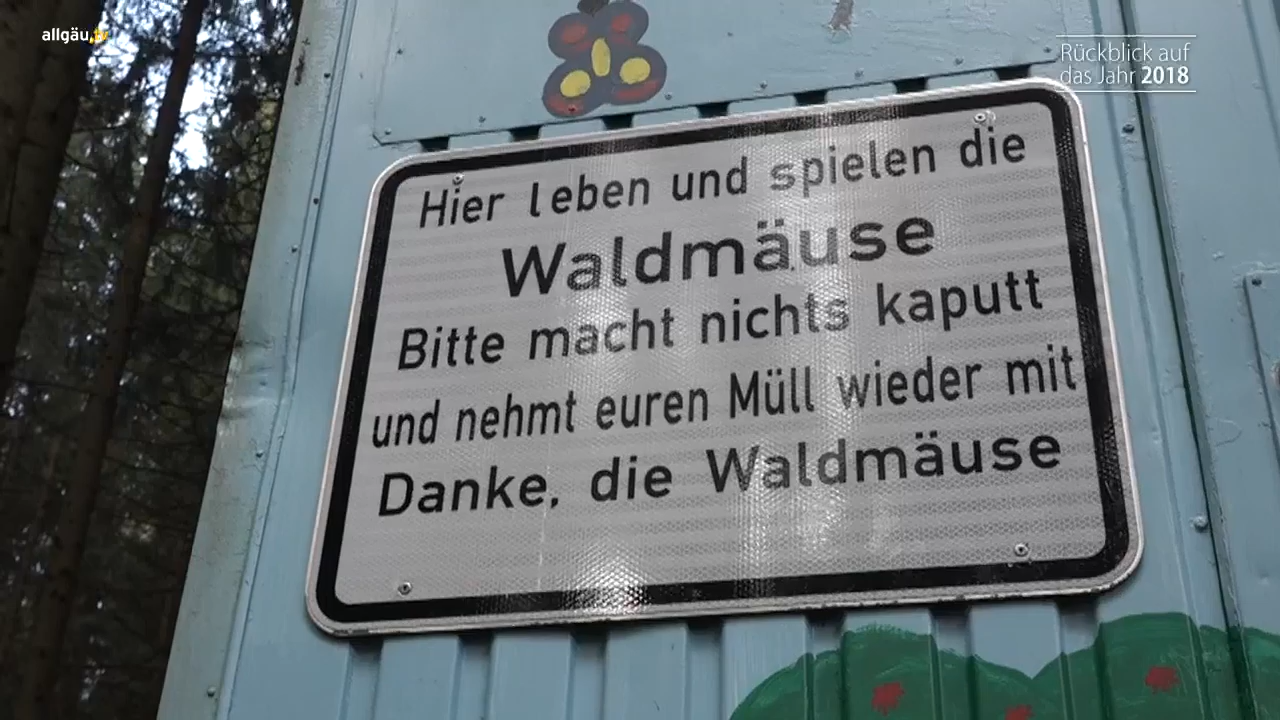 allgäu.tv
Rückblick auf
das Jahr 2018
Hier leben und spielen die
Waldmäuse
Bitte macht nichts kaputt
und nehmt euren Müll wieder mit
Danke, die Waldmäuse